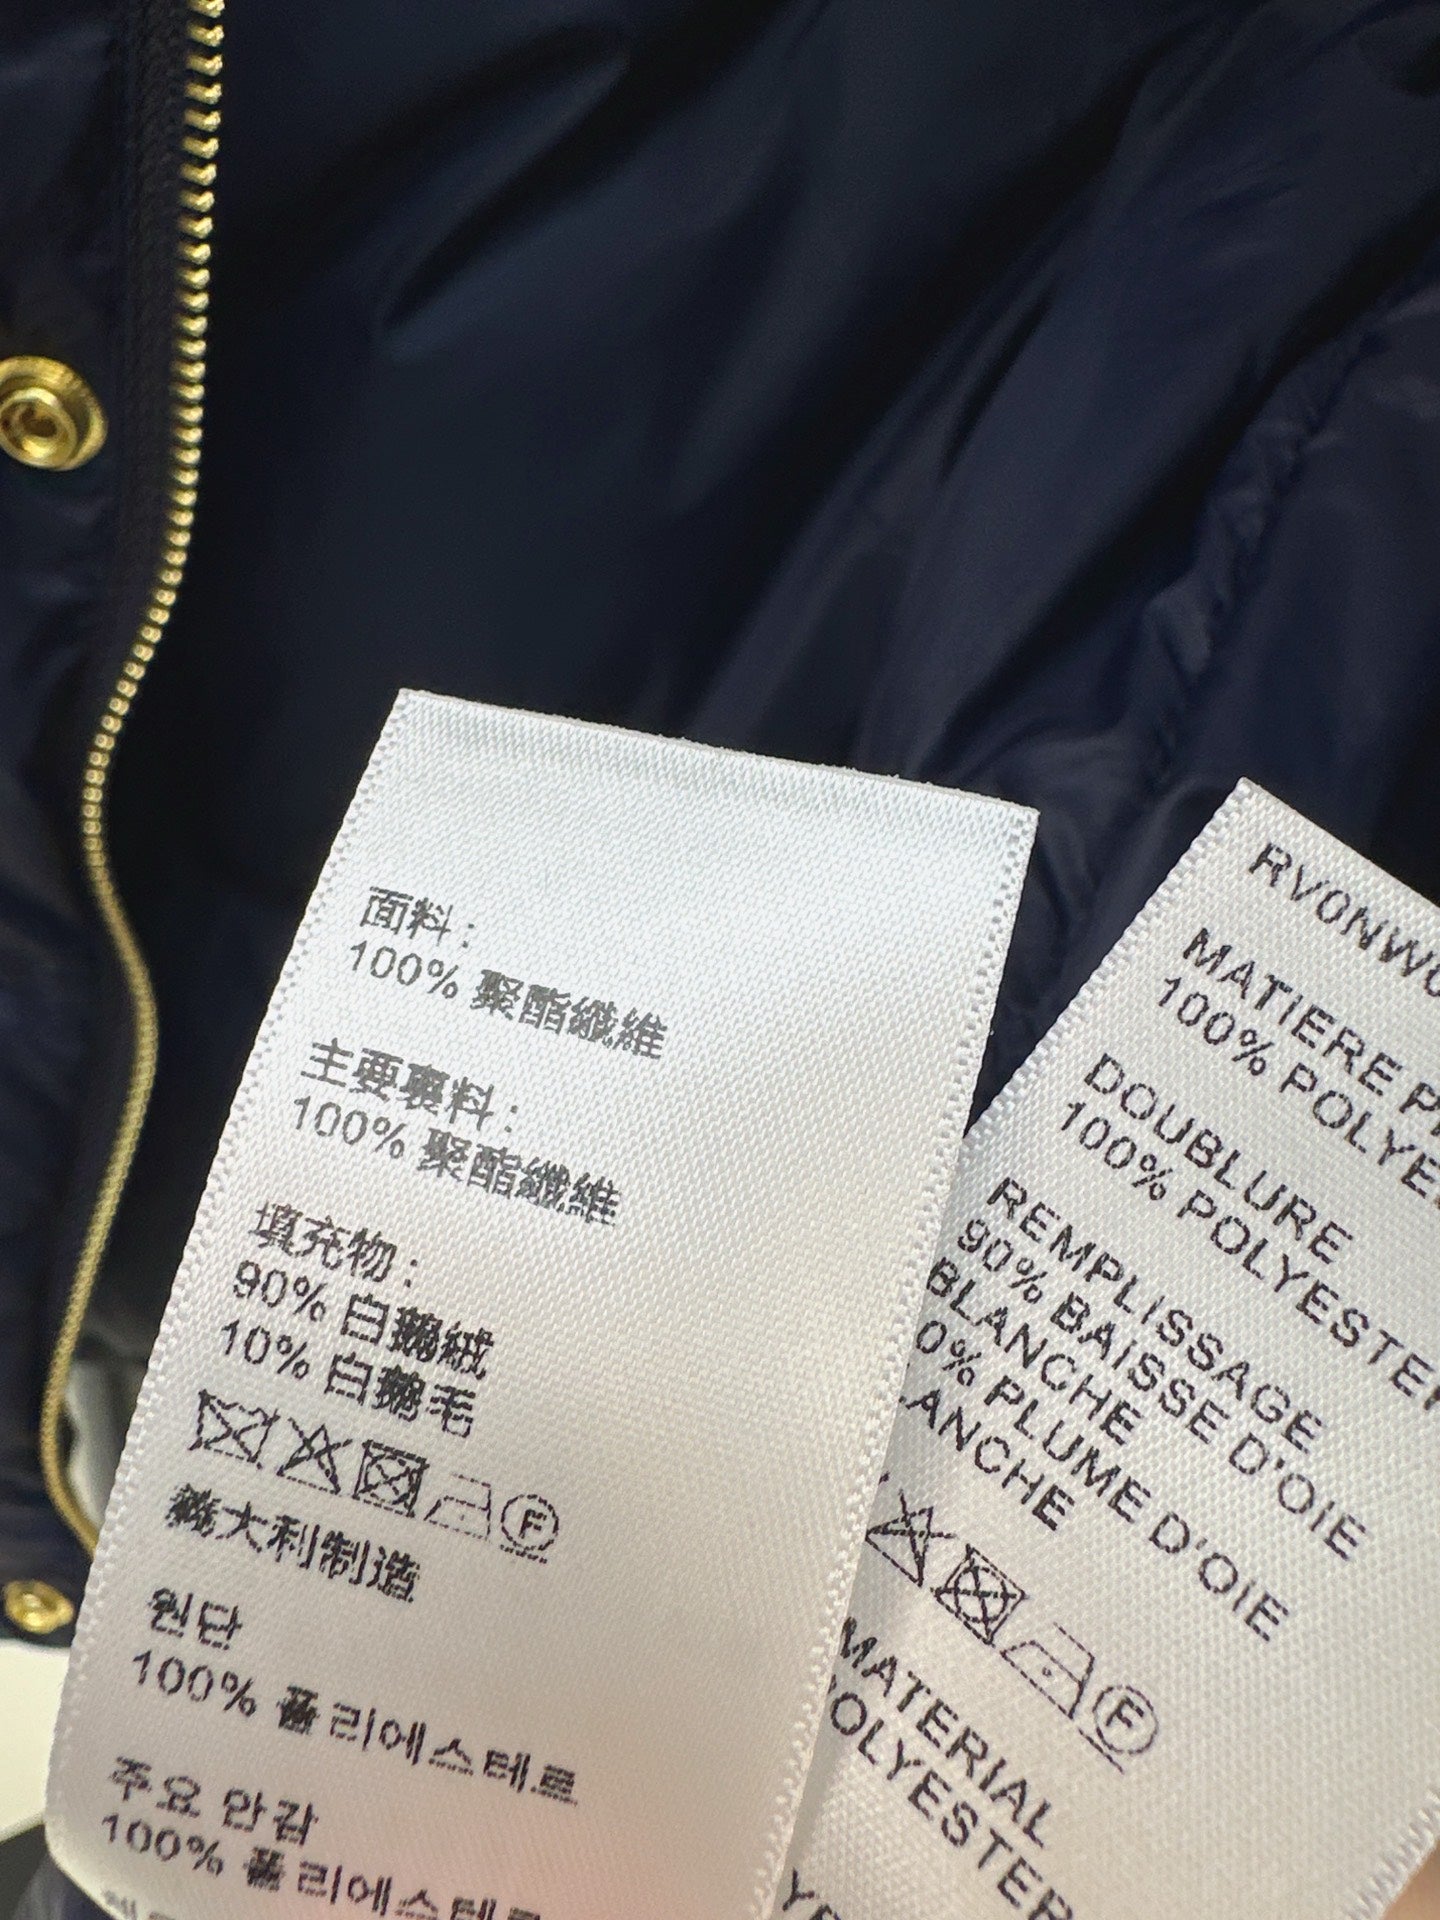 面料：
100% 聚酯纖維
主要裏料：
100% 聚酯纖維
填充物：
90% 白鵝絨
10% 白鵝毛
F
義大利制造
원단
100% 폴리에스테르
주요 안감
100% 폴리에스테르
RV0NW0
MATIERE P
100% POLYE
DOUBLURE
100% POLYESTER
REMPLISSAGE
90% BAISSE D'OIE
BLANCHE
0% PLUME D'OIE
LANCHE
F
MATERIAL
POLYESTER